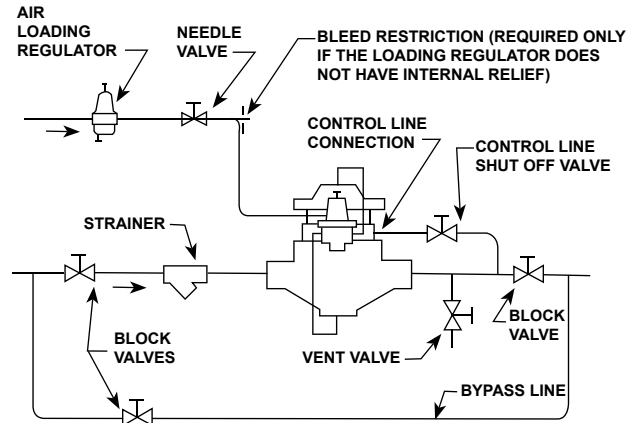 AIR
LOADING
REGULATOR
NEEDLE
VALVE
BLEED RESTRICTION (REQUIRED ONLY
IF THE LOADING REGULATOR DOES
NOT HAVE INTERNAL RELIEF)
CONTROL LINE
CONNECTION
CONTROL LINE
SHUT OFF VALVE
STRAINER
BLOCK
VALVES
VENT VALVE
BLOCK
VALVE
BYPASS LINE